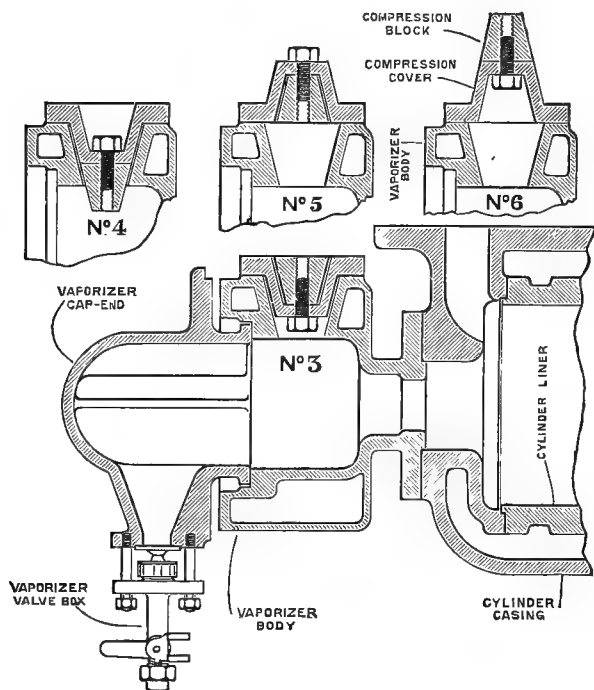 COMPRESSION
BLOCK
COMPRESSION
COVER
VAPORIZER
BODY
Nº4
Nº5
Nº6
VAPORIZER
CAP-END
Nº3
CYLINDER LINER
VAPORIZER
VALVE BOX
VAPORIZER
BODY
CYLINDER
CASING